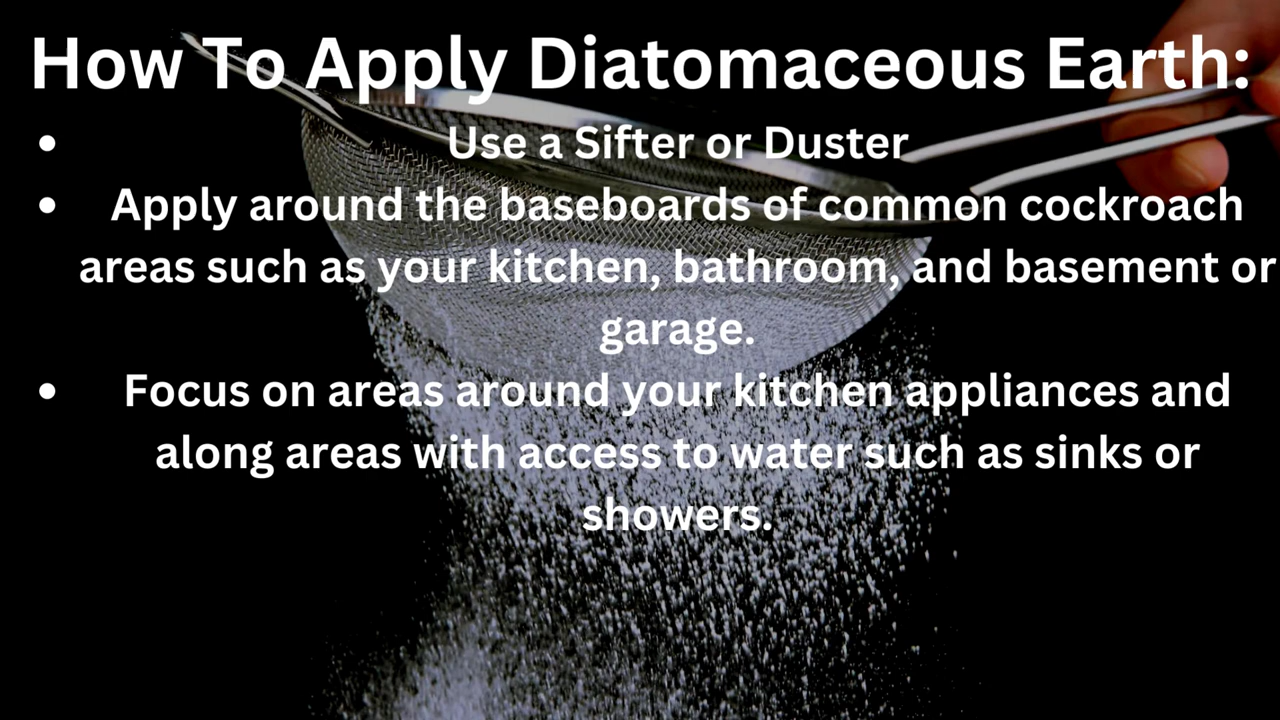 How To Apply Diatomaceous Earth:
• Use a Sifter or Duster
• Apply around the baseboards of common cockroach
areas such as your kitchen, bathroom, and basement or
garage.
• Focus on areas around your kitchen appliances and
along areas with access to water such as sinks or
showers.